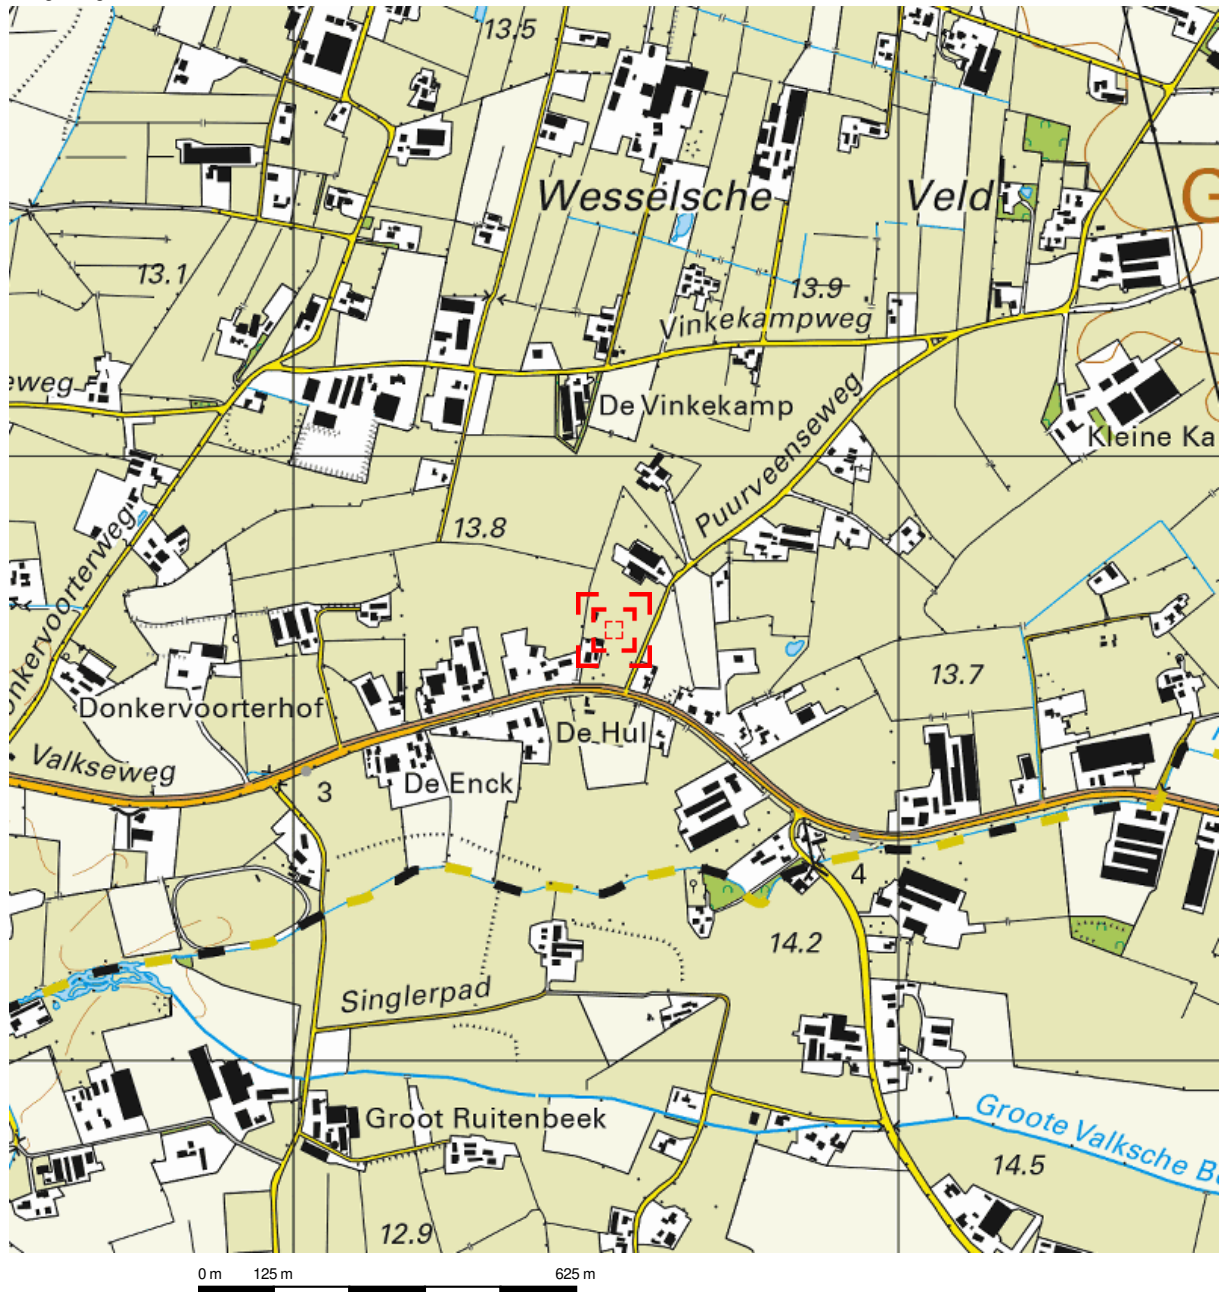 13.5
Wesselsche Veld
G
13.1
13.9
Vinkekampweg
eweg
De Vinkekamp
Kleine Ka
Puurveenseweg
13.8
Donkervoorterweg
13.7
Donkervoorterhof
De Hul
Valkseweg
De Enck
3
4
14.2
Singlerpad
Groot Ruitenbeek
Groote Valksche Be
14.5
12.9
0 m 125 m 625 m